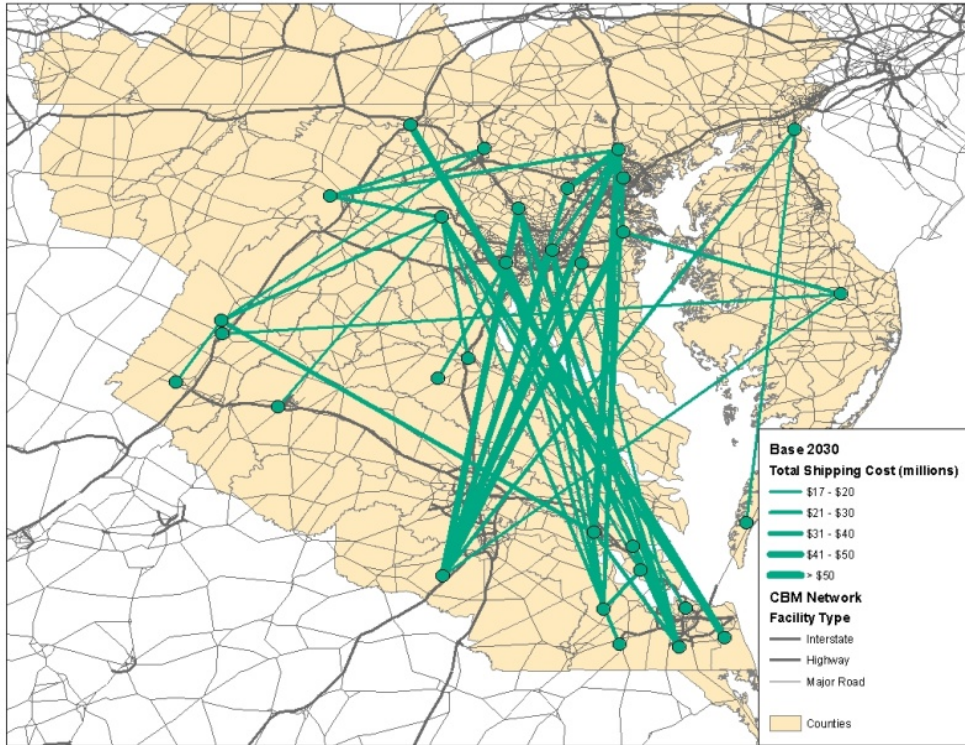 Base 2030
Total Shipping Cost (millions)
$17 - $20
$21 - $30
$31 - $40
$41 - $50
> $50
CBM Network
Facility Type
Interstate
Highway
Major Road
Counties